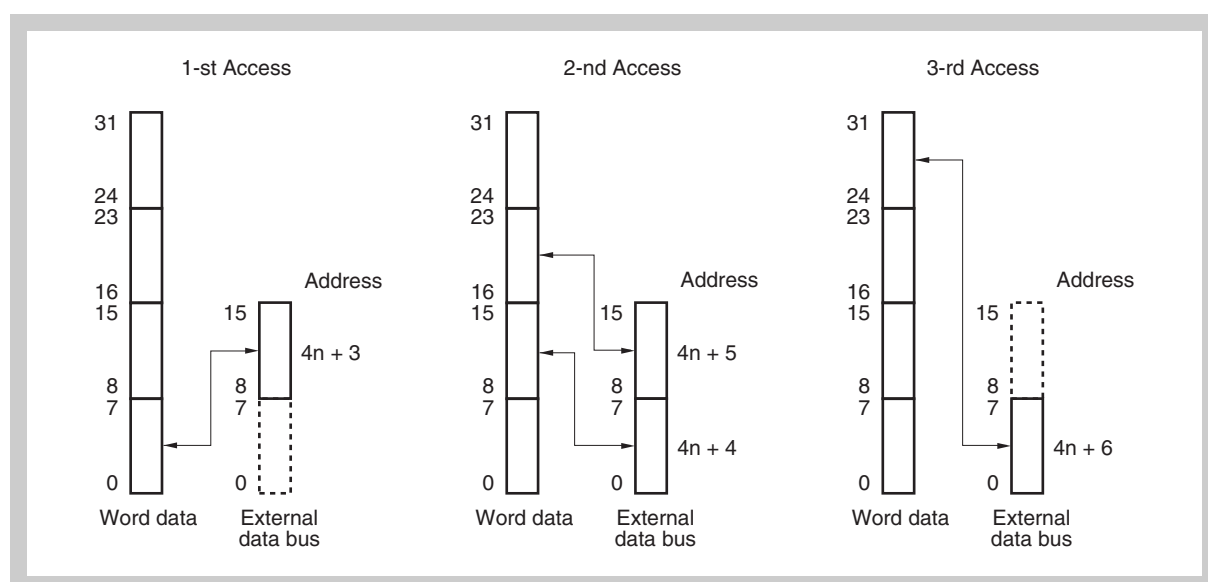 1-st Access
31
24
23
16
15
8
7
0
Word data
Address
15
4n + 3
8
7
0
External
data bus
2-nd Access
31
24
23
16
15
8
7
0
Word data
Address
15
4n + 5
8
7
4n + 4
0
External
data bus
3-rd Access
31
24
23
16
15
8
7
0
Word data
Address
15
8
7
4n + 6
0
External
data bus